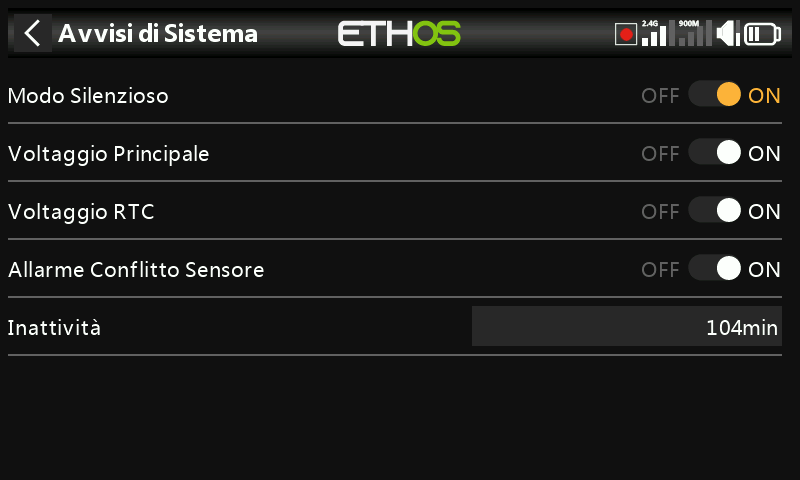 Avvisi di Sistema
ETHOS
2.4G
900M
Modo Silenzioso OFF ON
Voltaggio Principale OFF ON
Voltaggio RTC OFF ON
Allarme Conflitto Sensore OFF ON
Inattività 104min